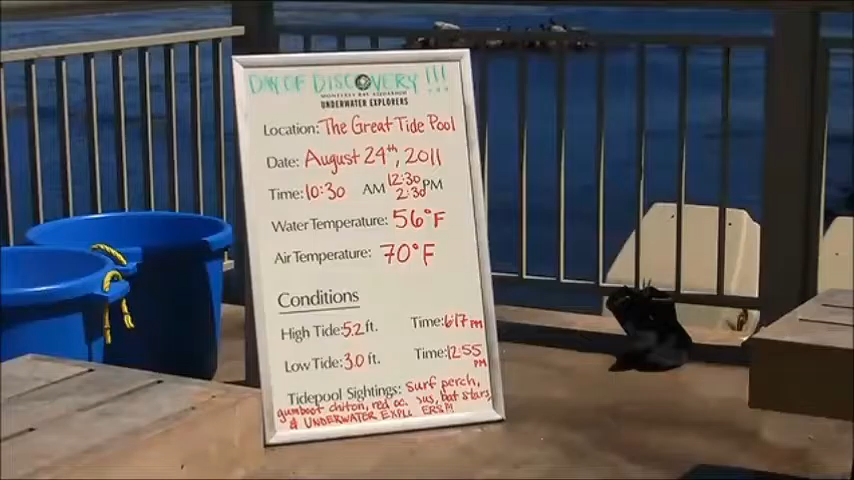 DAY OF DISCOVERY !!!
MONTEREY BAY AQUARIUM
UNDERWATER EXPLORERS
Location: The Great Tide Pool
Date: August 24th, 2011
Time: 10:30 AM 12:30 2:30 PM
Water Temperature: 56°F
Air Temperature: 70°F
Conditions
High Tide: 5.2 ft. Time: 6:17 PM
Low Tide: 3.0 ft. Time: 12:55 PM
Tidepool Sightings: surf perch,
gumboot chiton, red bat stars,
& UNDERWATER